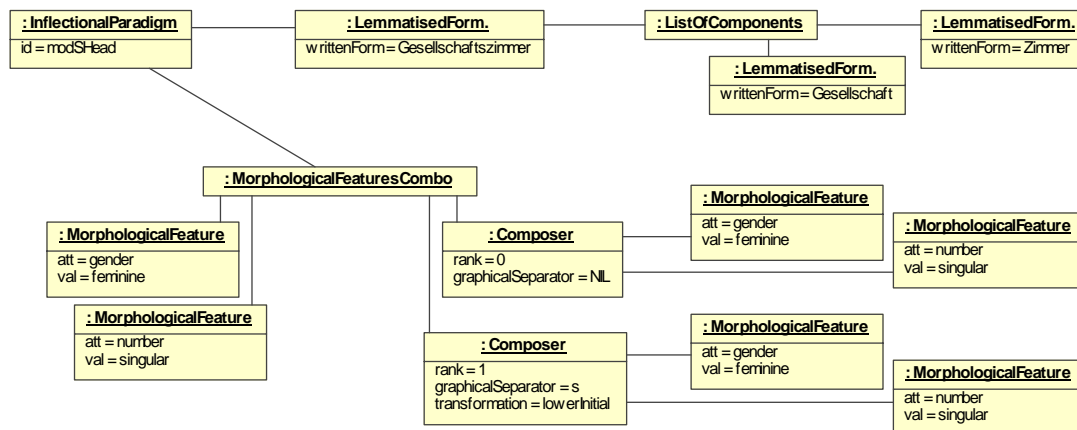 : InflectionalParadigm
id = modSHead
: LemmatisedForm.
writtenForm = Gesellschaftszimmer
: ListOfComponents
: LemmatisedForm.
writtenForm = Zimmer
: LemmatisedForm.
writtenForm = Gesellschaft
: MorphologicalFeaturesCombo
: MorphologicalFeature
att = gender
val = feminine
: MorphologicalFeature
att = number
val = singular
: Composer
rank = 0
graphicalSeparator = NIL
: MorphologicalFeature
att = gender
val = feminine
: MorphologicalFeature
att = number
val = singular
: Composer
rank = 1
graphicalSeparator = s
transformation = lowerInitial
: MorphologicalFeature
att = gender
val = feminine
: MorphologicalFeature
att = number
val = singular